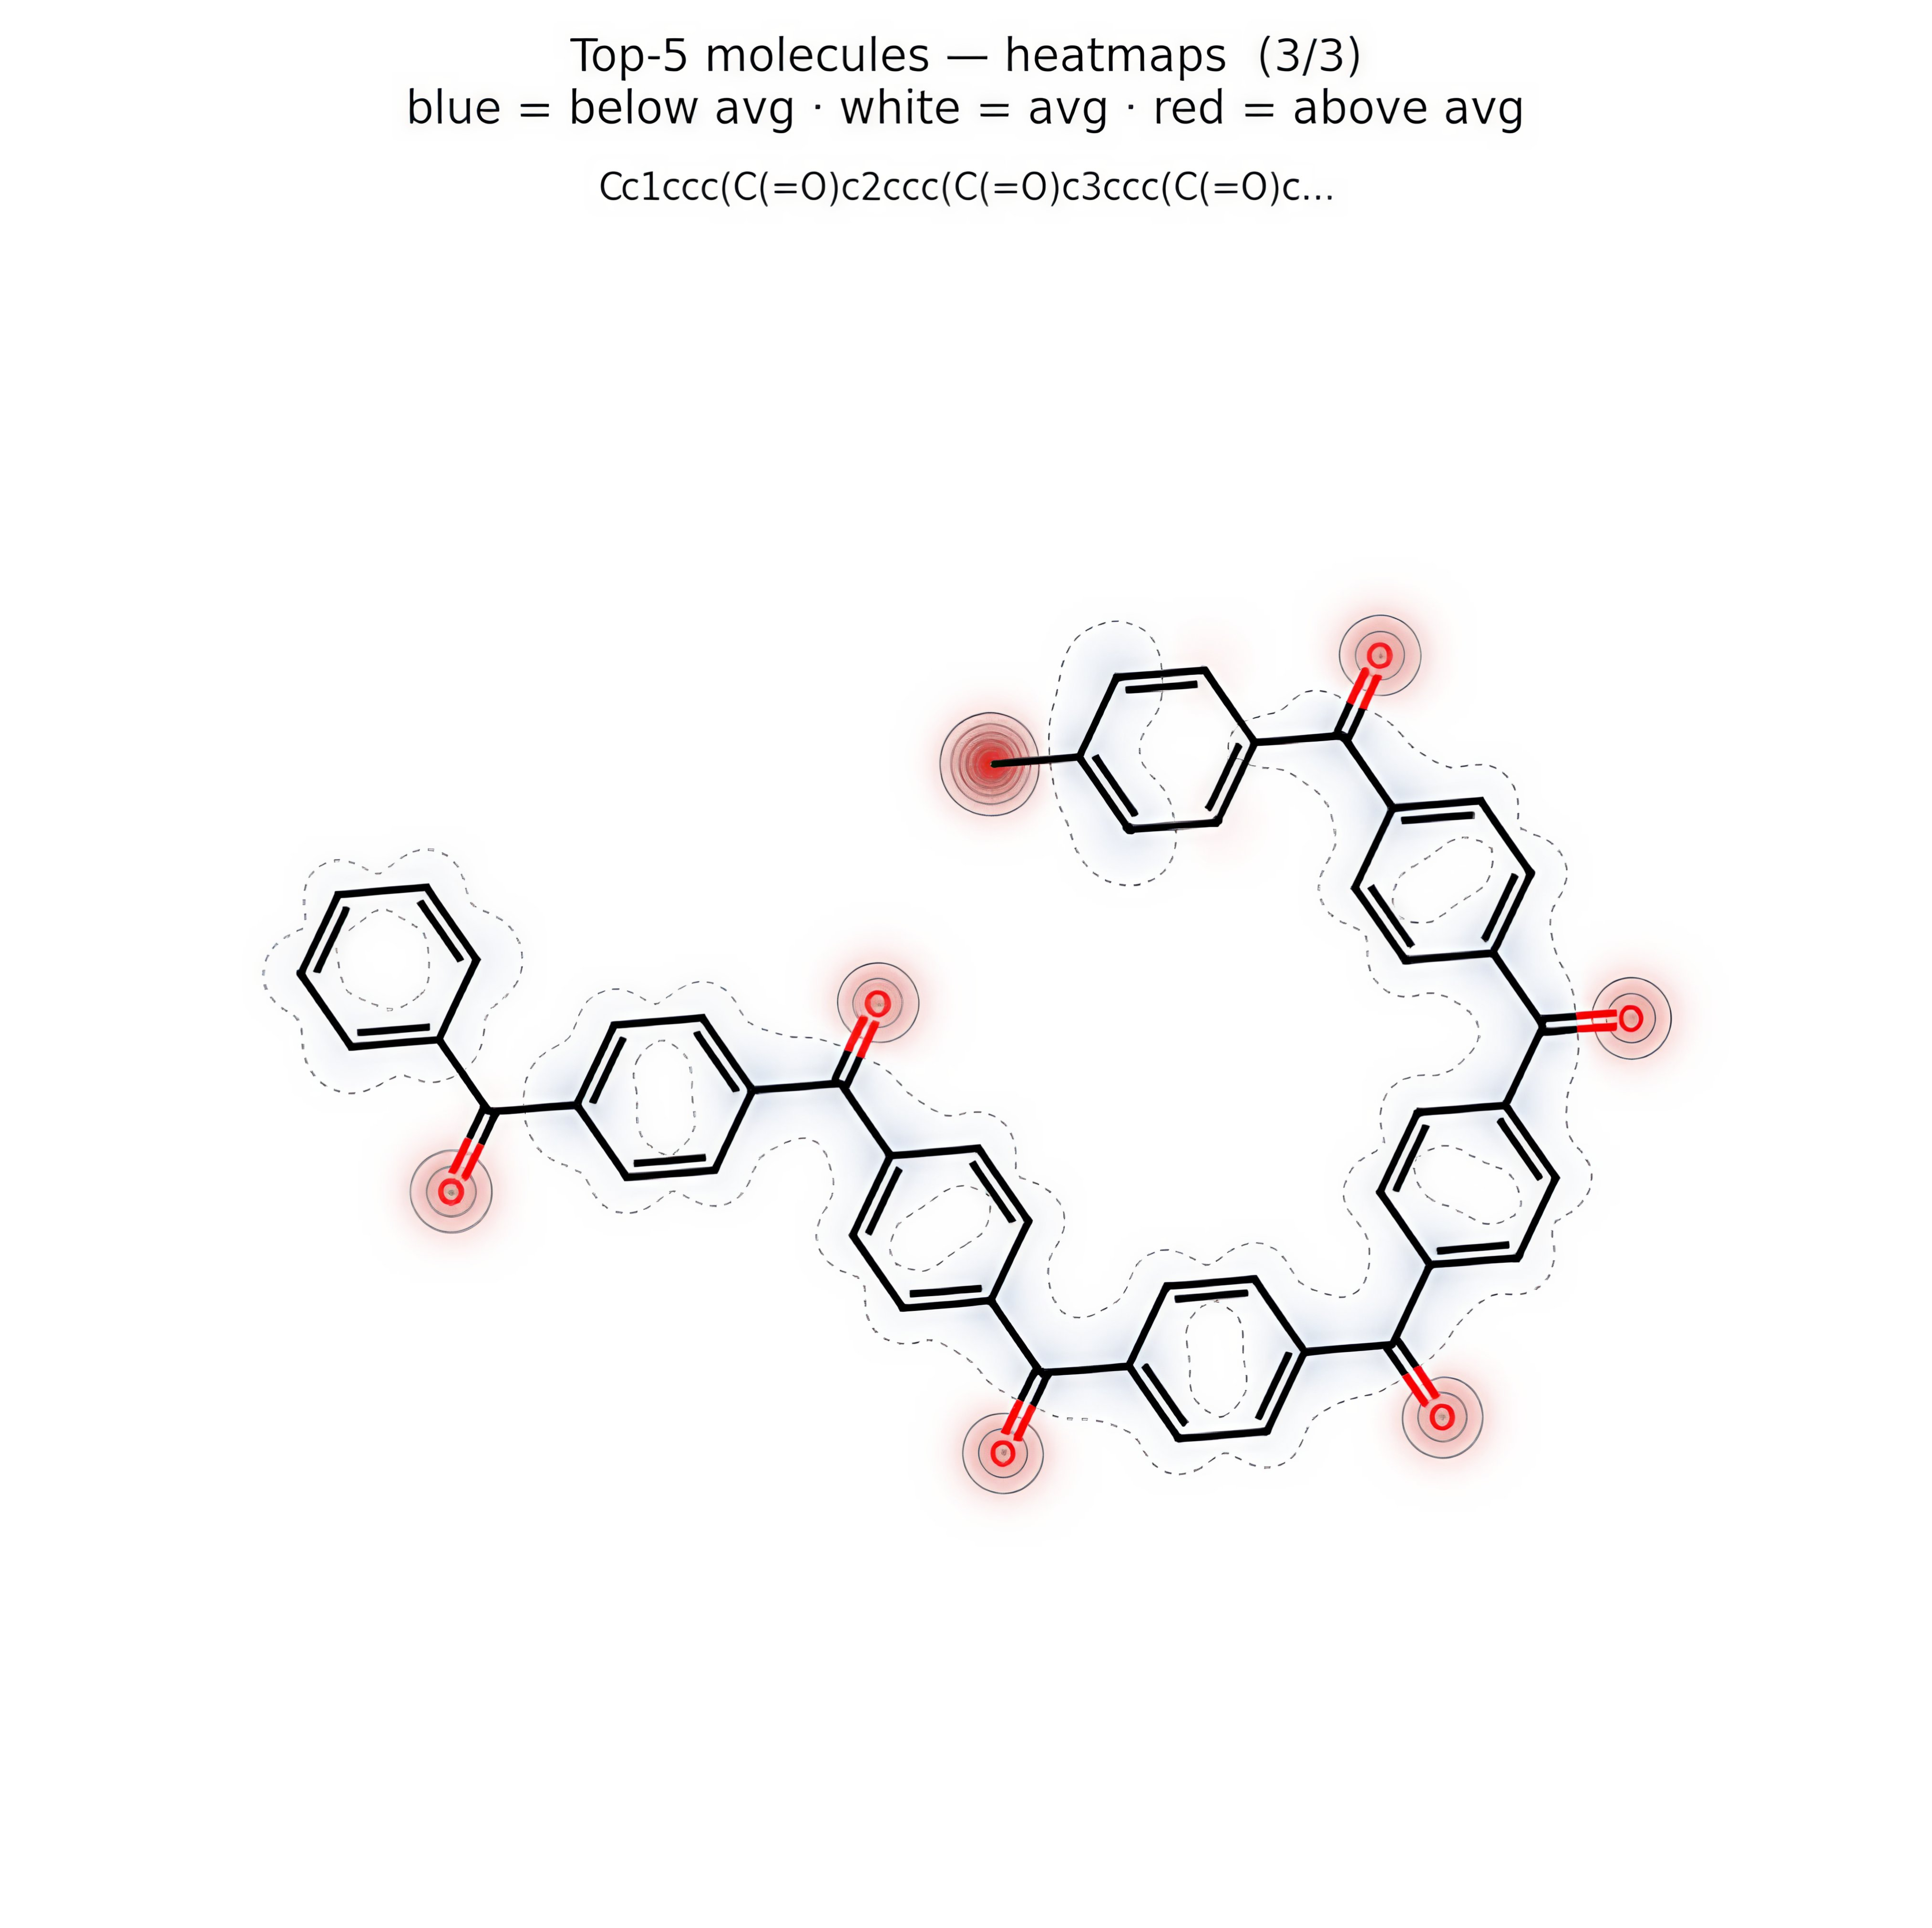 Top-5 molecules — heatmaps (3/3)
blue = below avg · white = avg · red = above avg
Cc1ccc(C(=O)c2ccc(C(=O)c3ccc(C(=O)c...
O
O
O
O
O
O
O